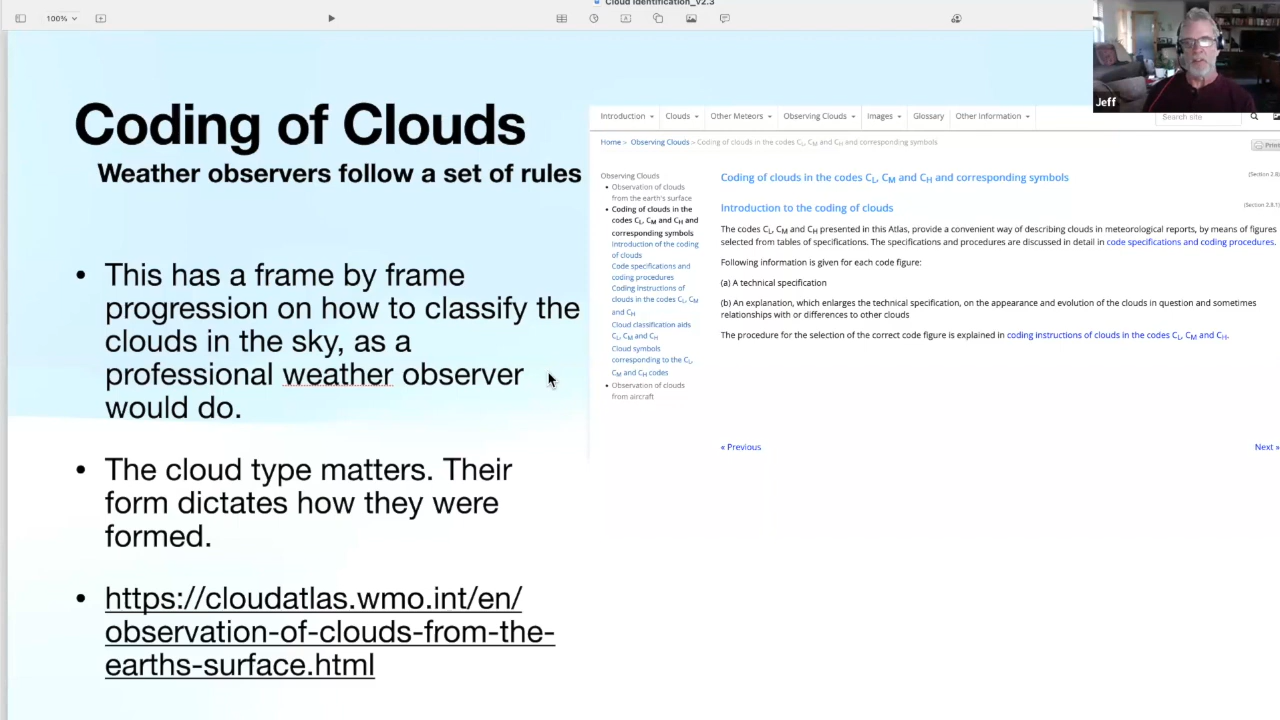 Cloud Identification_v2.3
100%
Jeff
Coding of Clouds
Weather observers follow a set of rules
• This has a frame by frame
progression on how to classify the
clouds in the sky, as a
professional weather observer
would do.
• The cloud type matters. Their
form dictates how they were
formed.
• https://cloudatlas.wmo.int/en/
observation-of-clouds-from-the-
earths-surface.html
Introduction Clouds Other Meteors Observing Clouds Images Glossary Other Information Search site
Home > Observing Clouds > Coding of clouds in the codes CL, CM and CH and corresponding symbols Print
Observing Clouds
• Observation of clouds
from the earth's surface
• Coding of clouds in the
codes CL, CM and CH and
corresponding symbols
Introduction of the coding
of clouds
Code specifications and
coding procedures
Coding instructions of
clouds in the codes CL, CM
and CH
Cloud classification aids
CL, CM and CH
Cloud symbols
corresponding to the CL,
CM and CH codes
• Observation of clouds
from aircraft
Coding of clouds in the codes CL, CM and CH and corresponding symbols (Section 2.8)
Introduction to the coding of clouds (Section 2.8.1)
The codes CL, CM and CH presented in this Atlas, provide a convenient way of describing clouds in meteorological reports, by means of figures
selected from tables of specifications. The specifications and procedures are discussed in detail in code specifications and coding procedures.
Following information is given for each code figure:
(a) A technical specification
(b) An explanation, which enlarges the technical specification, on the appearance and evolution of the clouds in question and sometimes
relationships with or differences to other clouds
The procedure for the selection of the correct code figure is explained in coding instructions of clouds in the codes CL, CM and CH.
« Previous Next »